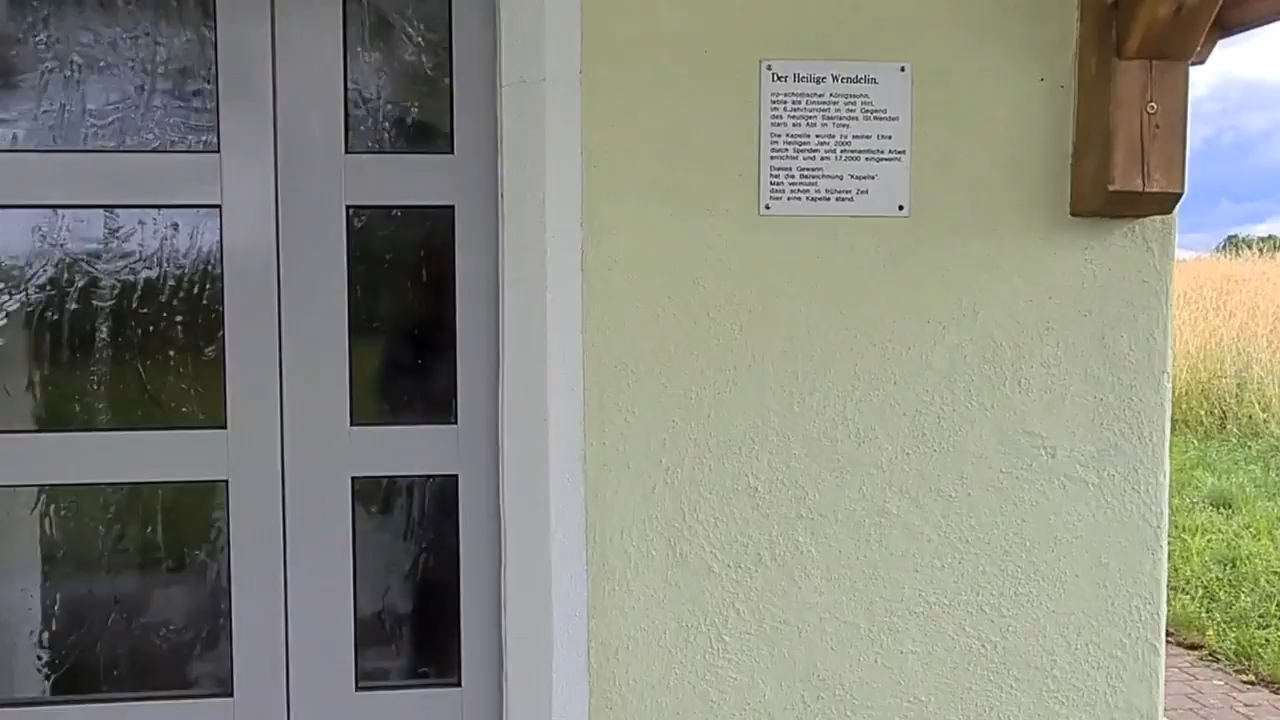 Der Heilige Wendelin.
iro-schottischer Königssohn,
lebte als Einsiedler und Hirt,
im 6.Jahrhundert in der Gegend
des heutigen Saarlandes (St.Wendel)
starb als Abt in Toley.
Die Kapelle wurde zu seiner Ehre
im Heiligen Jahr 2000
durch Spenden und ehrenamtliche Arbeit
errichtet und am 1.7.2000 eingeweiht.
Dieses Gewann
hat die Bezeichnung "Kapelle".
Man vermutet,
dass schon in früherer Zeit
hier eine Kapelle stand.